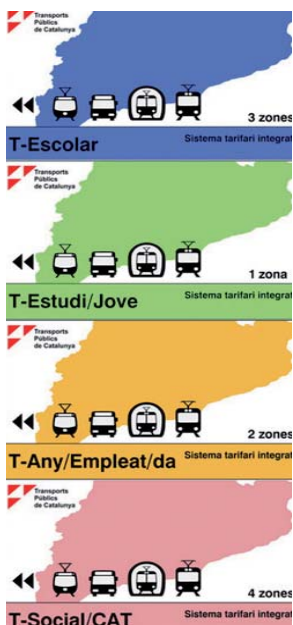 Transports
Públics
de Catalunya
3 zones
T-Escolar
Sistema tarifari integrat
Transports
Públics
de Catalunya
1 zona
T-Estudi/Jove
Sistema tarifari integrat
Transports
Públics
de Catalunya
2 zones
T-Any/Empleat/da
Sistema tarifari integrat
Transports
Públics
de Catalunya
4 zones
T-Social/CAT
Sistema tarifari integrat